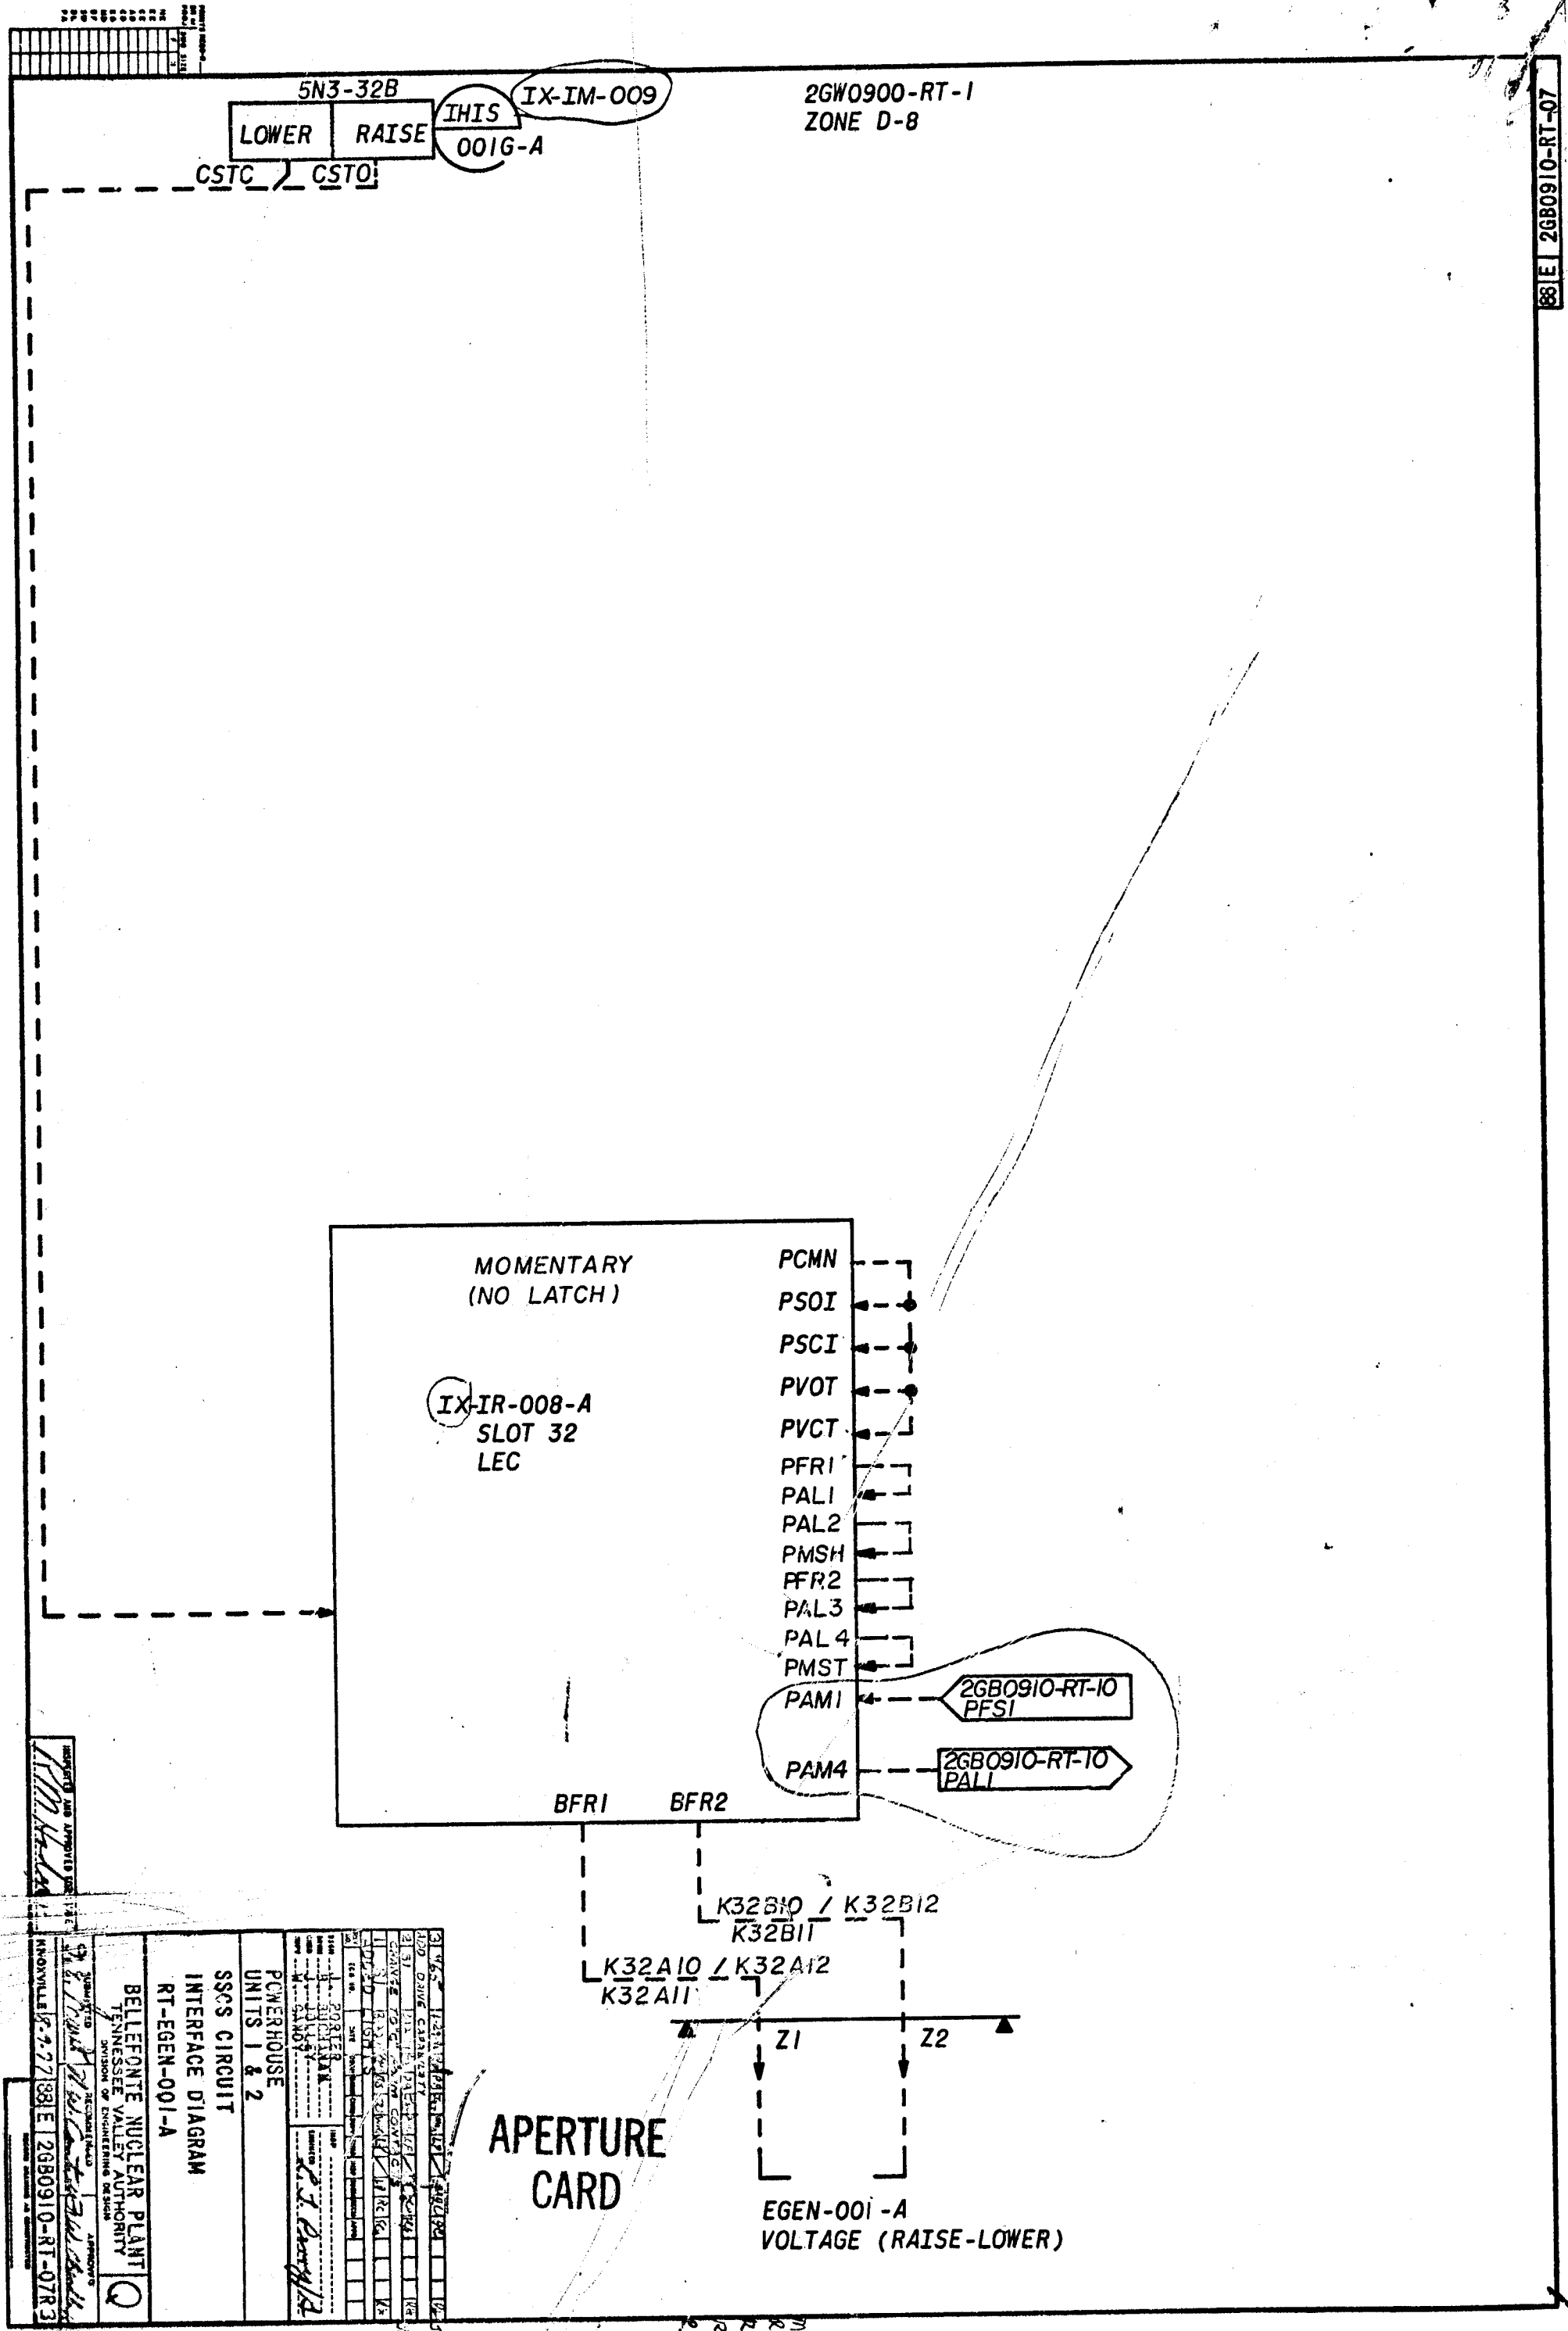 5N3-32B
LOWER RAISE
IHIS
001G-A
IX-IM-009
CSTC CSTO
2GW0900-RT-1
ZONE D-8
88 E 2GB0910-RT-07
MOMENTARY
(NO LATCH)
IX-IR-008-A
SLOT 32
LEC
PCMN
PSOI
PSCI
PVOT
PVCT
PFR1
PAL1
PAL2
PMSH
PFR2
PAL3
PAL4
PMST
PAM1
2GB0910-RT-10
PFS1
PAM4
2GB0910-RT-10
PAL1
BFR1 BFR2
K32B10 / K32B12
K32B11
K32A10 / K32A12
K32A11
Z1 Z2
EGEN-001-A
VOLTAGE (RAISE-LOWER)
APERTURE
CARD
POWERHOUSE
UNITS 1 & 2
SSCS CIRCUIT
INTERFACE DIAGRAM
RT-EGEN-001-A
BELLEFONTE NUCLEAR PLANT
TENNESSEE VALLEY AUTHORITY
DIVISION OF ENGINEERING DESIGN
Q
SUBMITTED RECOMMENDED APPROVED
KNOXVILLE 88 E 2GB0910-RT-07R3